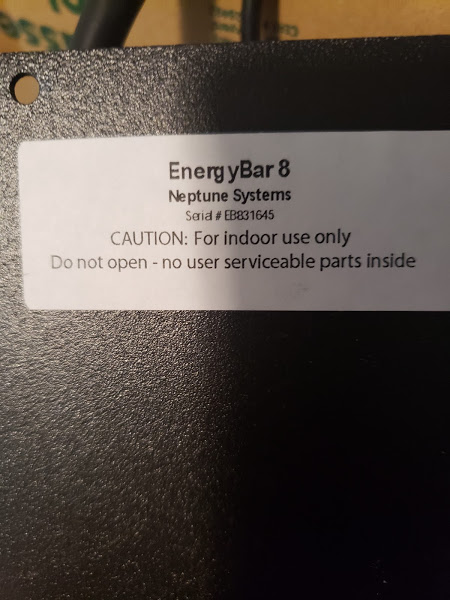 EnergyBar 8
Neptune Systems
Serial # EB831645
CAUTION: For indoor use only
Do not open - no user serviceable parts inside